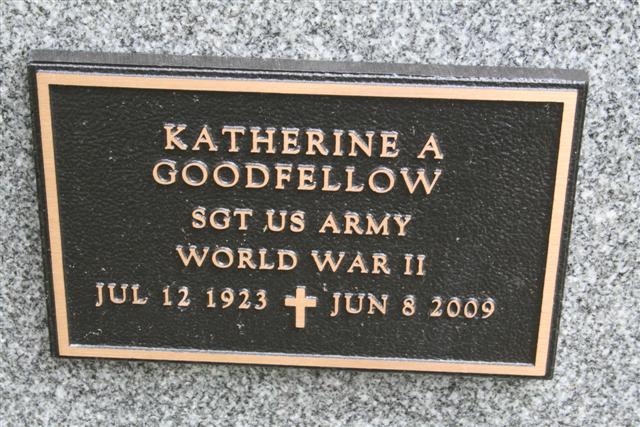 KATHERINE A
GOODFELLOW
SGT US ARMY
WORLD WAR II
JUL 12 1923 JUN 8 2009